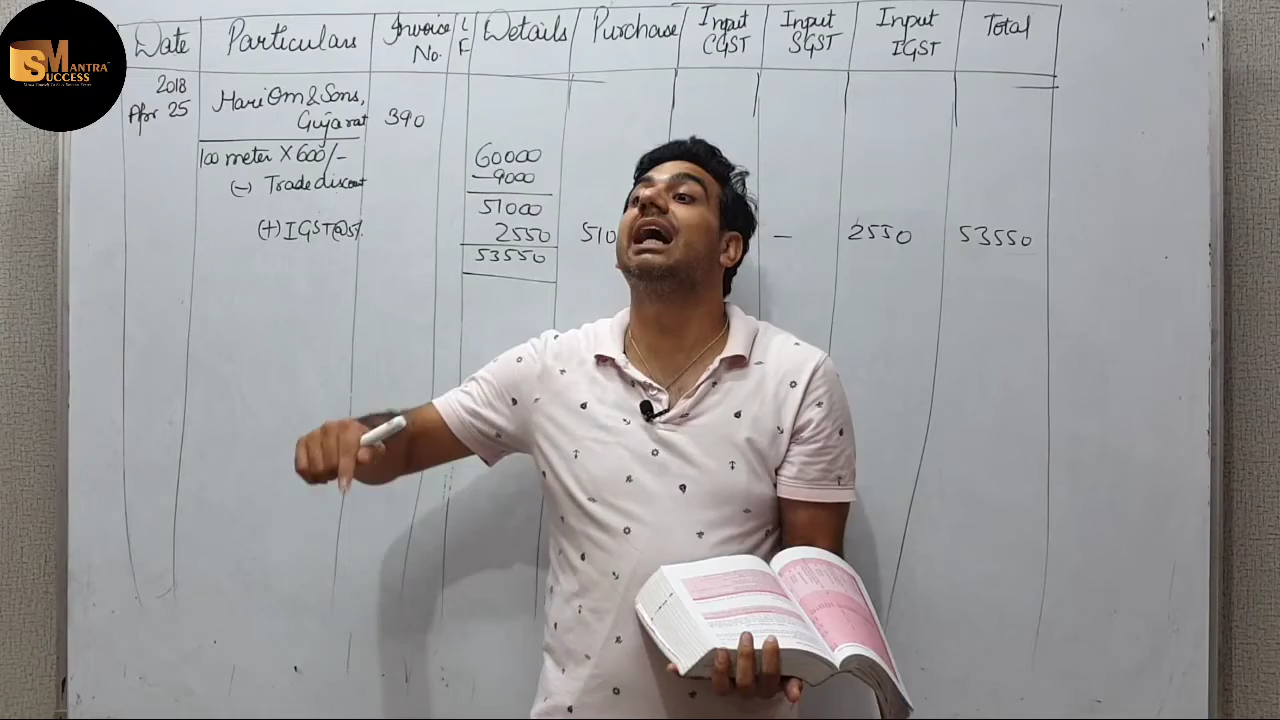 MANTRA
SUCCESS
Date
Particulars
Invoice No.
L F
Details
Purchase
Input CGST
Input SGST
Input IGST
Total
2018
Apr 25
Hari Om & Sons,
Gujarat
390
100 meter X 600/-
60000
(-) Trade discount
- 9000
51000
(+) IGST@5%
2550
510
—
2550
53550
53550